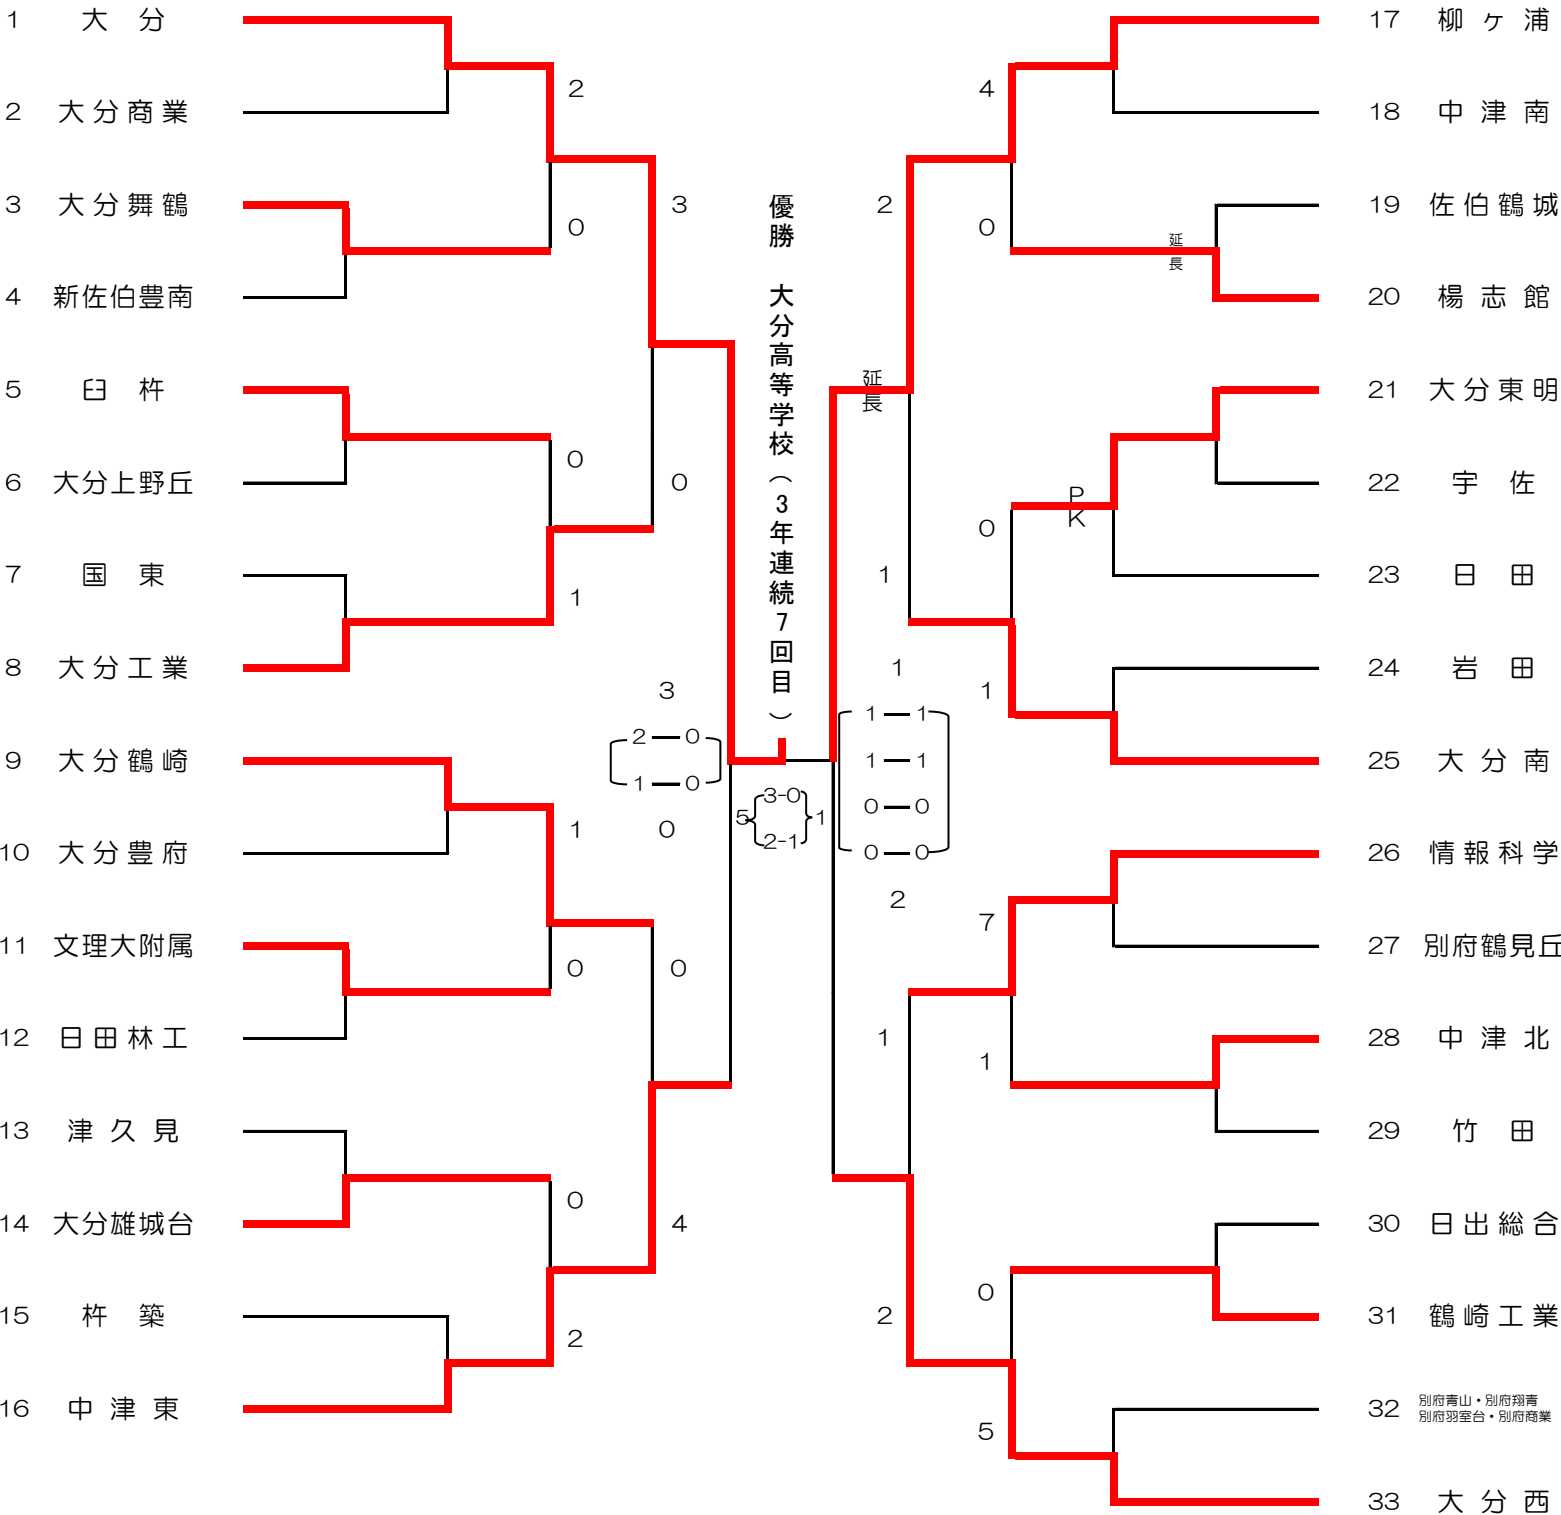 1 大分
2 大分商業
3 大分舞鶴
4 新佐伯豊南
5 臼杵
6 大分上野丘
7 国東
8 大分工業
9 大分鶴崎
10 大分豊府
11 文理大附属
12 日田林工
13 津久見
14 大分雄城台
15 杵築
16 中津東
2
0
0
1
1
0
0
2
3
0
0
4
3
2 0
1 0
0
優勝 大分高等学校(3年連続7回目)
5
3-0
2-1
1
1
1 1
1 1
0 0
0 0
2
延長
2
1
1
2
4
0
0
1
7
1
0
5
延長
PK
17 柳ヶ浦
18 中津南
19 佐伯鶴城
20 楊志館
21 大分東明
22 宇佐
23 日田
24 岩田
25 大分南
26 情報科学
27 別府鶴見丘
28 中津北
29 竹田
30 日出総合
31 鶴崎工業
32 別府青山・別府翔青
別府羽室台・別府商業
33 大分西